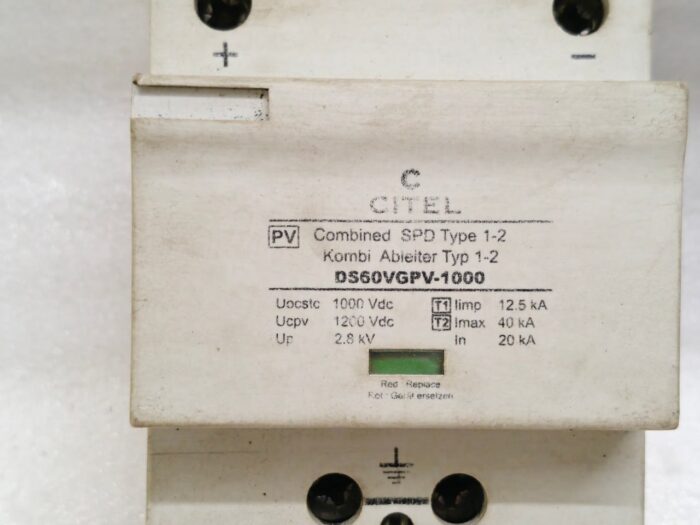 + −
C
CITEL
PV Combined SPD Type 1-2
Kombi Ableiter Typ 1-2
DS60VGPV-1000
Uocstc 1000 Vdc T1 Iimp 12.5 kA
Ucpv 1200 Vdc T2 Imax 40 kA
Up 2.8 kV In 20 kA
Red : Replace
Rot : Gerät ersetzen